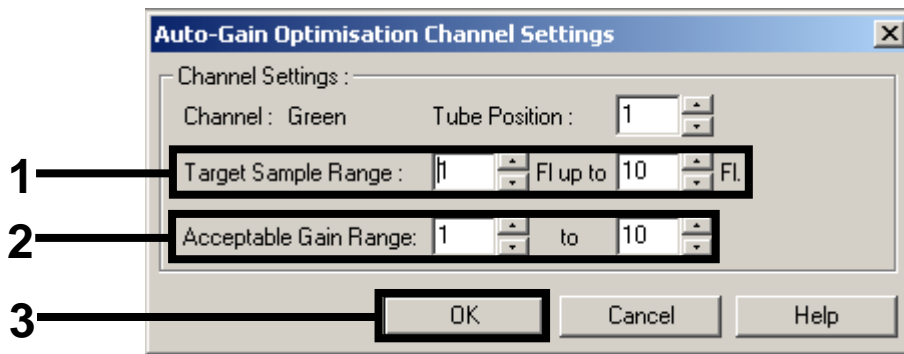 Auto-Gain Optimisation Channel Settings
Channel Settings :
Channel : Green Tube Position : 1
1 Target Sample Range : 1 Fl up to 10 Fl.
2 Acceptable Gain Range: 1 to 10
3 OK Cancel Help